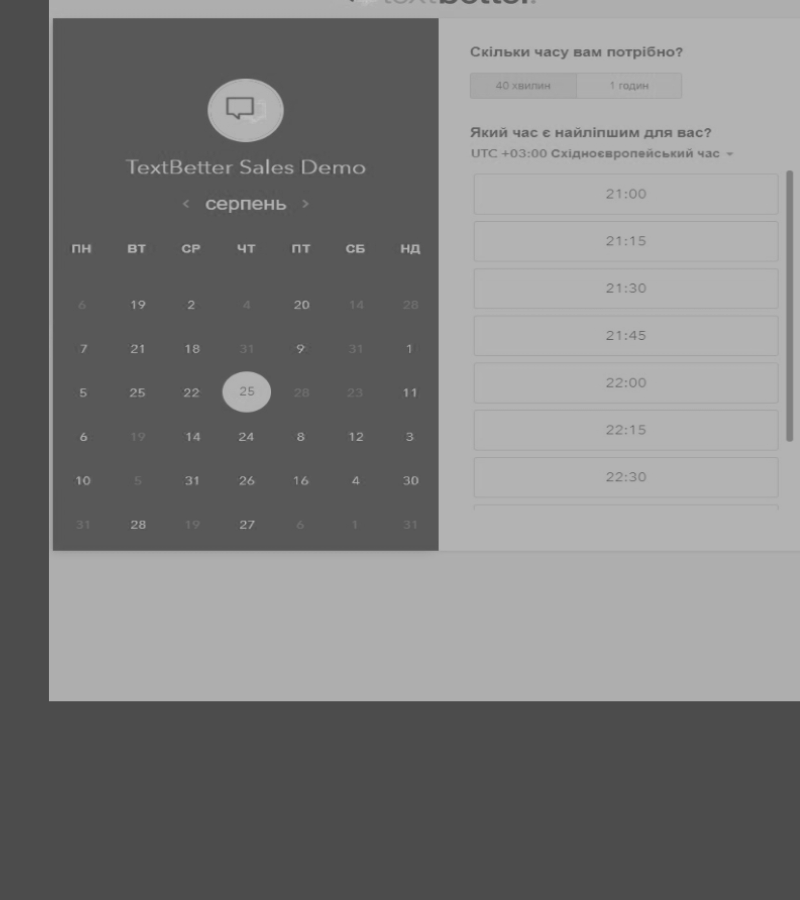 textbetter.
TextBetter Sales Demo
< серпень >
ПН ВТ СР ЧТ ПТ СБ НД
6 19 2 4 20 14 28
7 21 18 31 9 31 1
5 25 22 25 28 23 11
6 19 14 24 8 12 3
10 5 31 26 16 4 30
31 28 19 27 6 1 31
Скільки часу вам потрібно?
40 хвилин 1 годин
Який час є найліпшим для вас?
UTC +03:00 Східноєвропейський час
21:00
21:15
21:30
21:45
22:00
22:15
22:30